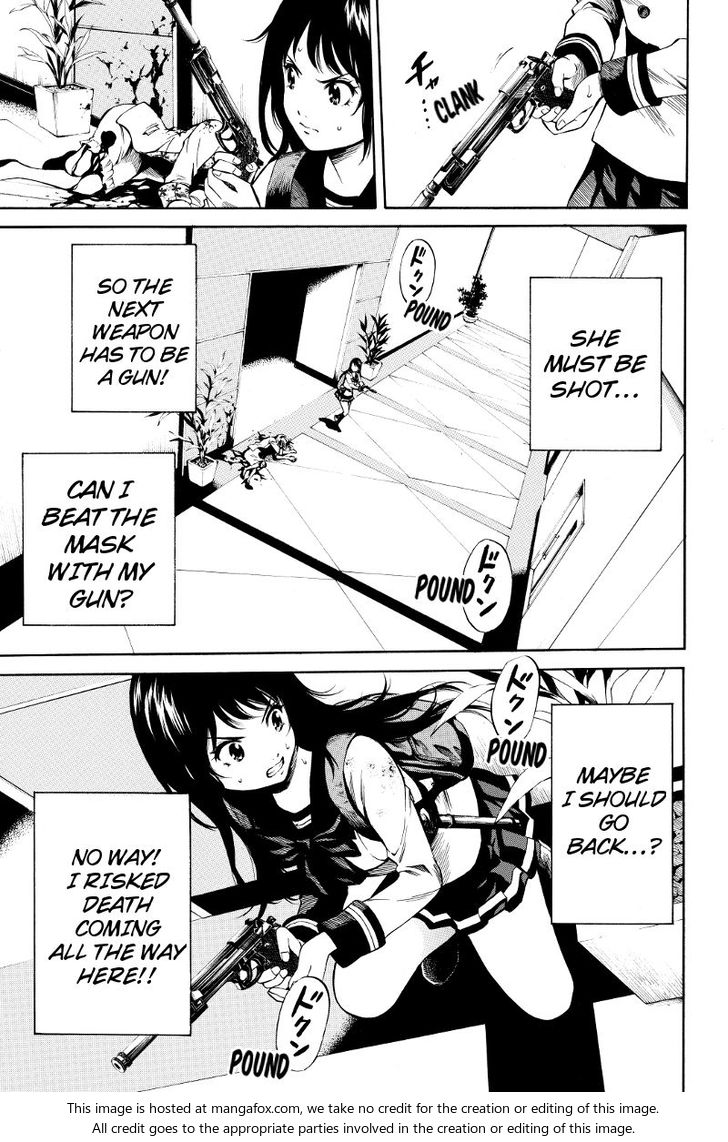 チャ…
CLANK
SHE
MUST BE
SHOT...
ドクン
POUND
SO THE
NEXT
WEAPON
HAS TO BE
A GUN!
CAN I
BEAT THE
MASK
WITH MY
GUN?
ドクン
POUND
ドクン
POUND
MAYBE
I SHOULD
GO
BACK...?
NO WAY!
I RISKED
DEATH
COMING
ALL THE WAY
HERE!!
ドクン
POUND
This image is hosted at mangafox.com, we take no credit for the creation or editing of this image.
All credit goes to the appropriate parties involved in the creation or editing of this image.